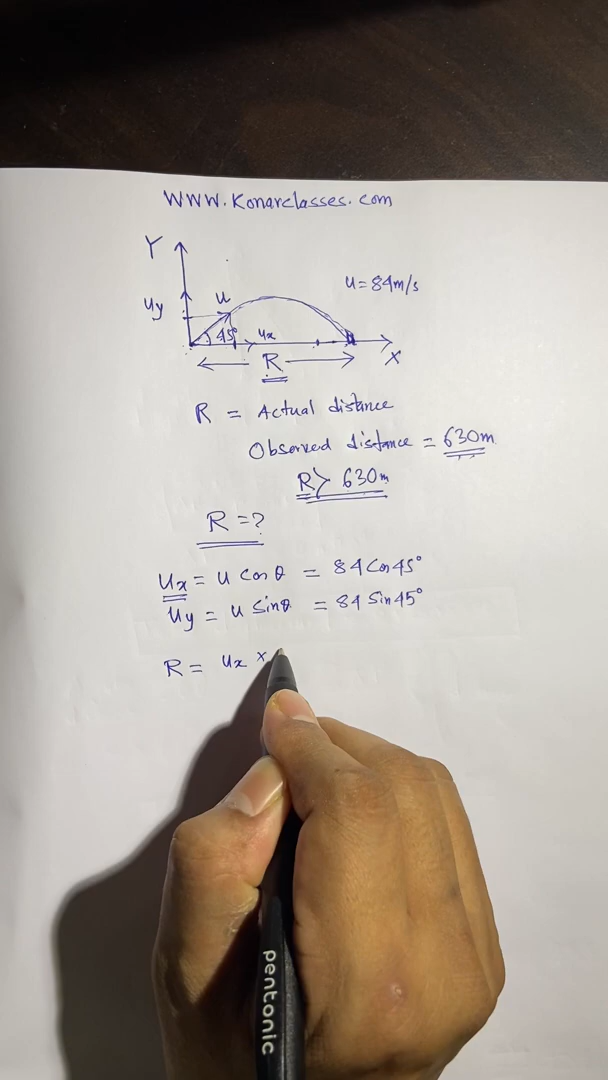 WWW.Konarclasses.com
Y
u = 84m/s
uy
u
45°
ux
R
X
R = Actual distance
Observed distance = 630m
R > 630m
R = ?
Ux = u Cos θ = 84 Cos 45°
Uy = u Sinθ = 84 Sin 45°
R = Ux ×
pentonic